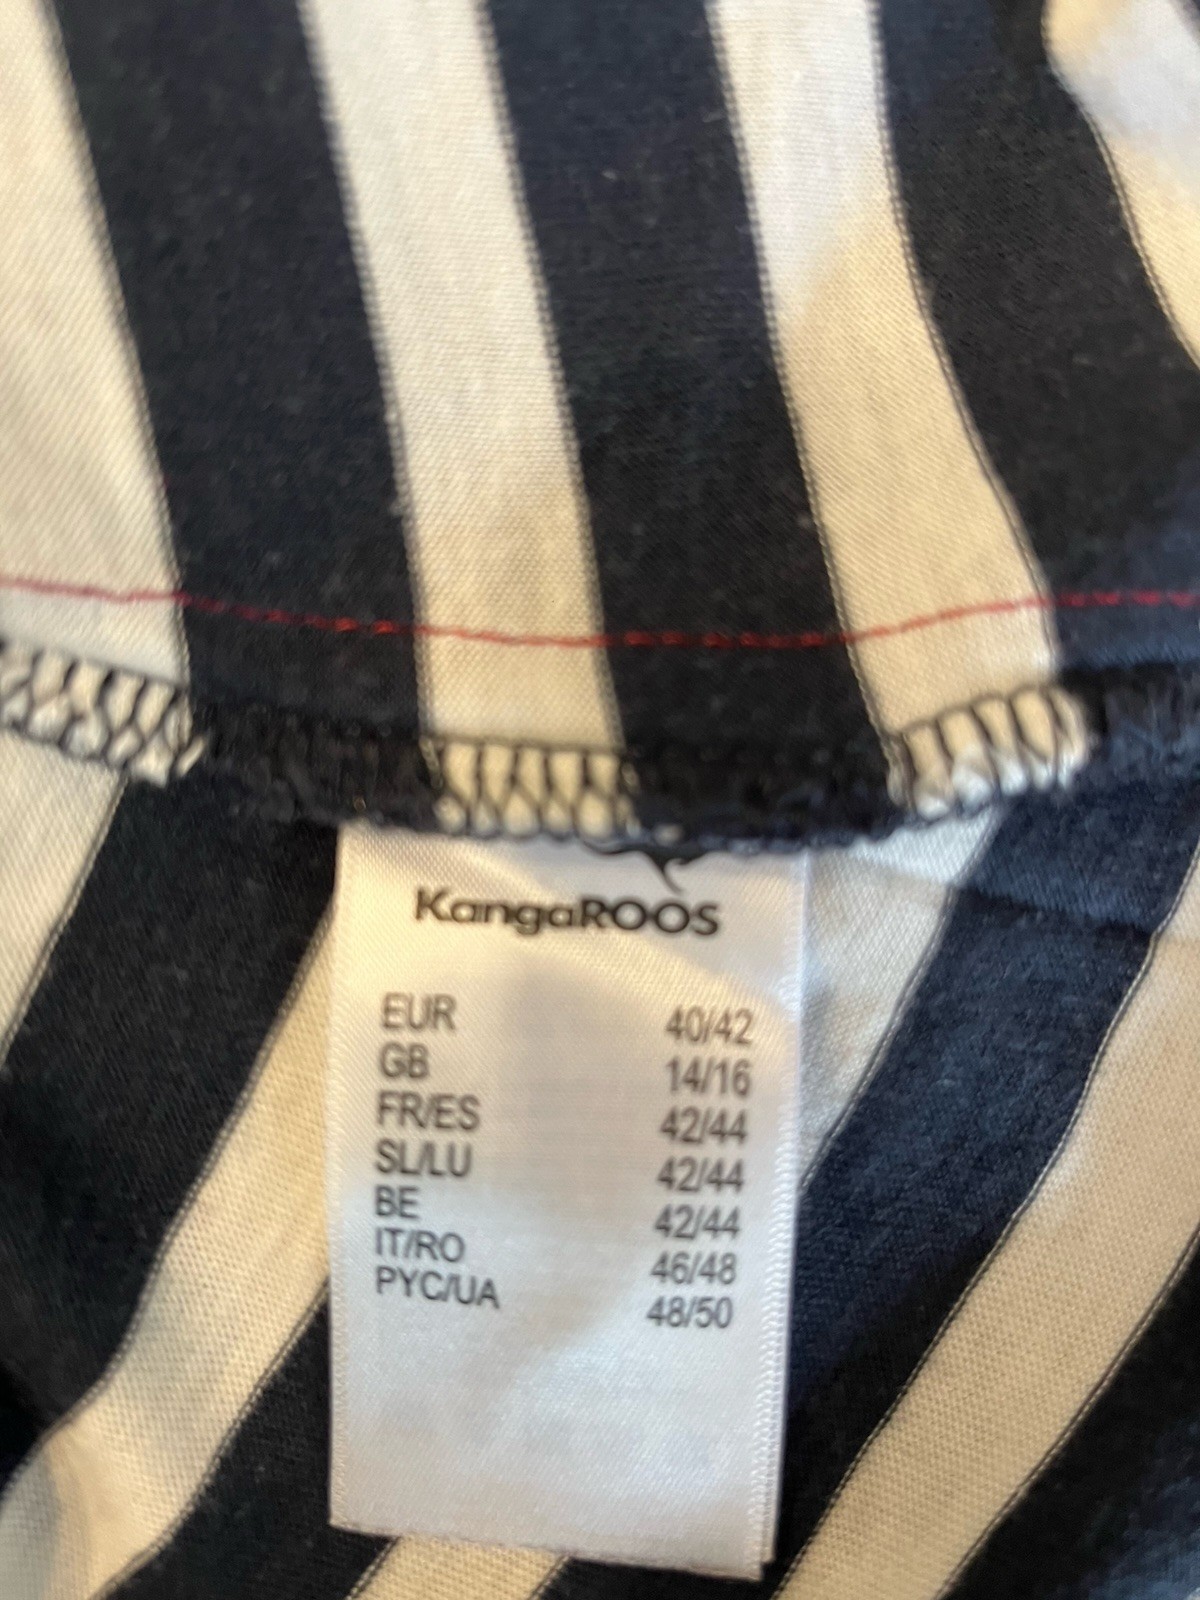 KangaROOS
EUR 40/42
GB 14/16
FR/ES 42/44
SL/LU 42/44
BE 42/44
IT/RO 46/48
PYC/UA 48/50